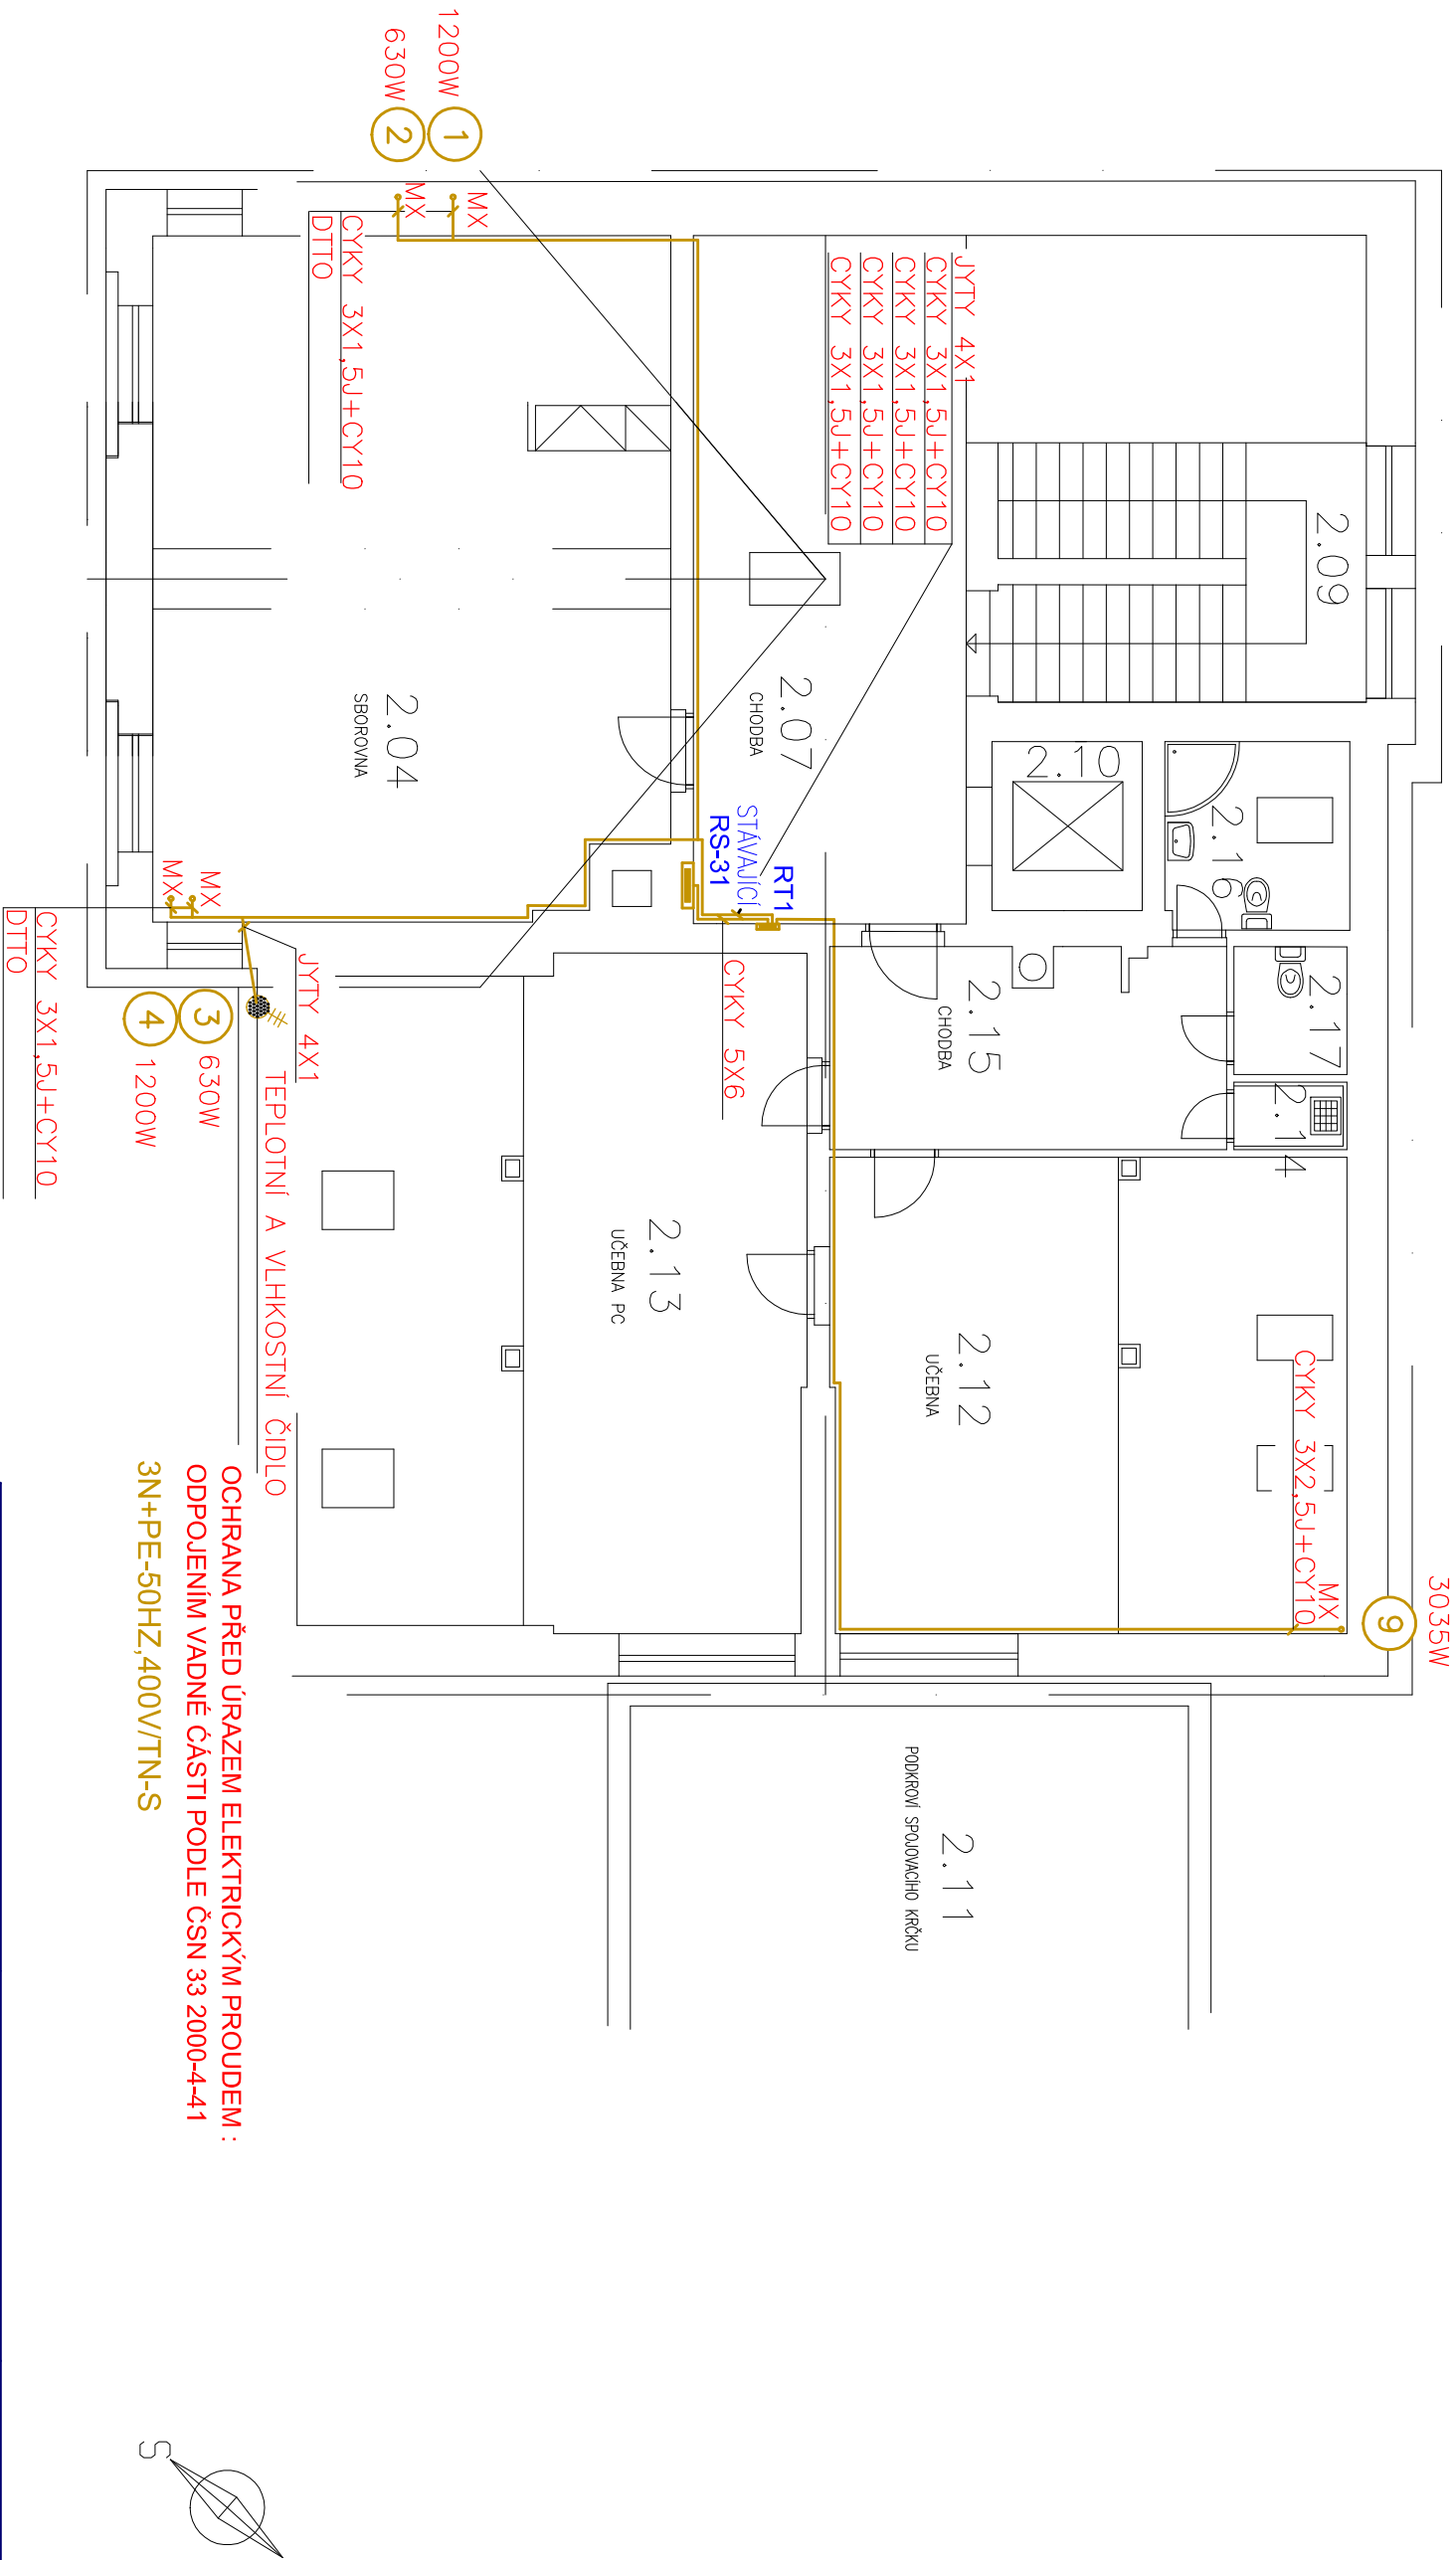 3035W
9
MX
CYKY 3X2,5J+CY10
2.09
2.10
2.16
2.17
2.14
2.15
CHODBA
2.12
UČEBNA
2.11
PODKROVÍ SPOJOVACÍHO KRČKU
JYTY 4X1
CYKY 3X1,5J+CY10
CYKY 3X1,5J+CY10
CYKY 3X1,5J+CY10
CYKY 3X1,5J+CY10
2.07
CHODBA
RT1
STÁVAJÍCÍ
RS-31
CYKY 5X6
2.13
UČEBNA PC
1200W
1
630W
2
MX
MX
CYKY 3X1,5J+CY10
DTTO
2.04
SBOROVNA
MX
MX
JYTY 4X1
TEPLOTNÍ A VLHKOSTNÍ ČIDLO
3
630W
4
1200W
CYKY 3X1,5J+CY10
DTTO
OCHRANA PŘED ÚRAZEM ELEKTRICKÝM PROUDEM :
ODPOJENÍM VADNÉ ČÁSTI PODLE ČSN 33 2000-4-41
3N+PE-50HZ,400V/TN-S
S